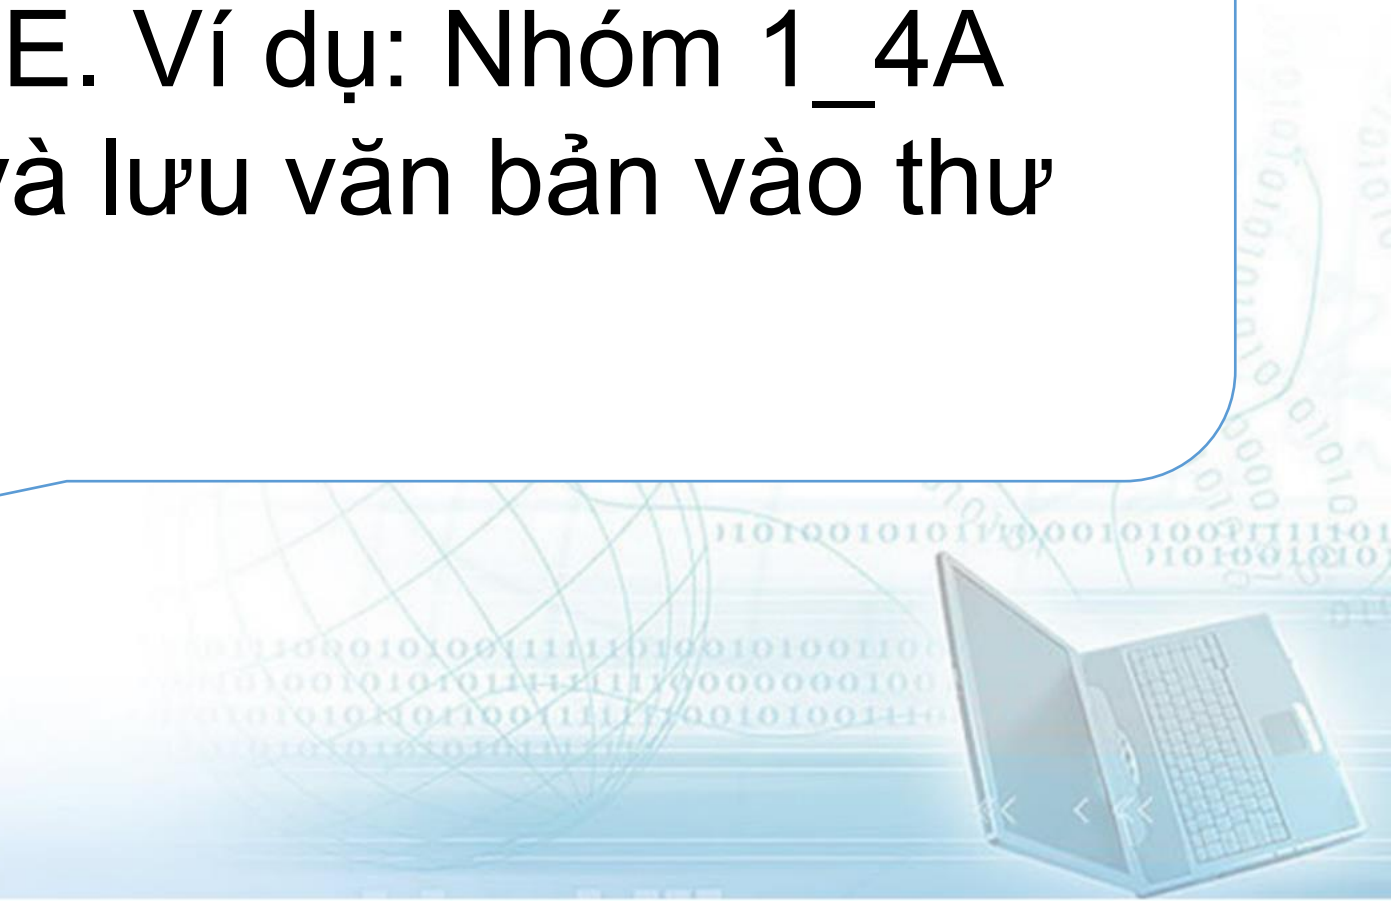 E. Ví dụ: Nhóm 1_4A
và lưu văn bản vào thư